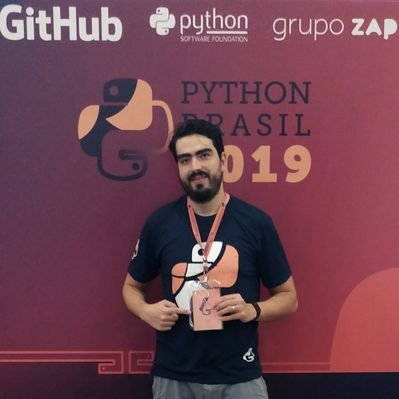 GitHub
python
SOFTWARE FOUNDATION
grupo ZAP
PYTHON
BRASIL
2019